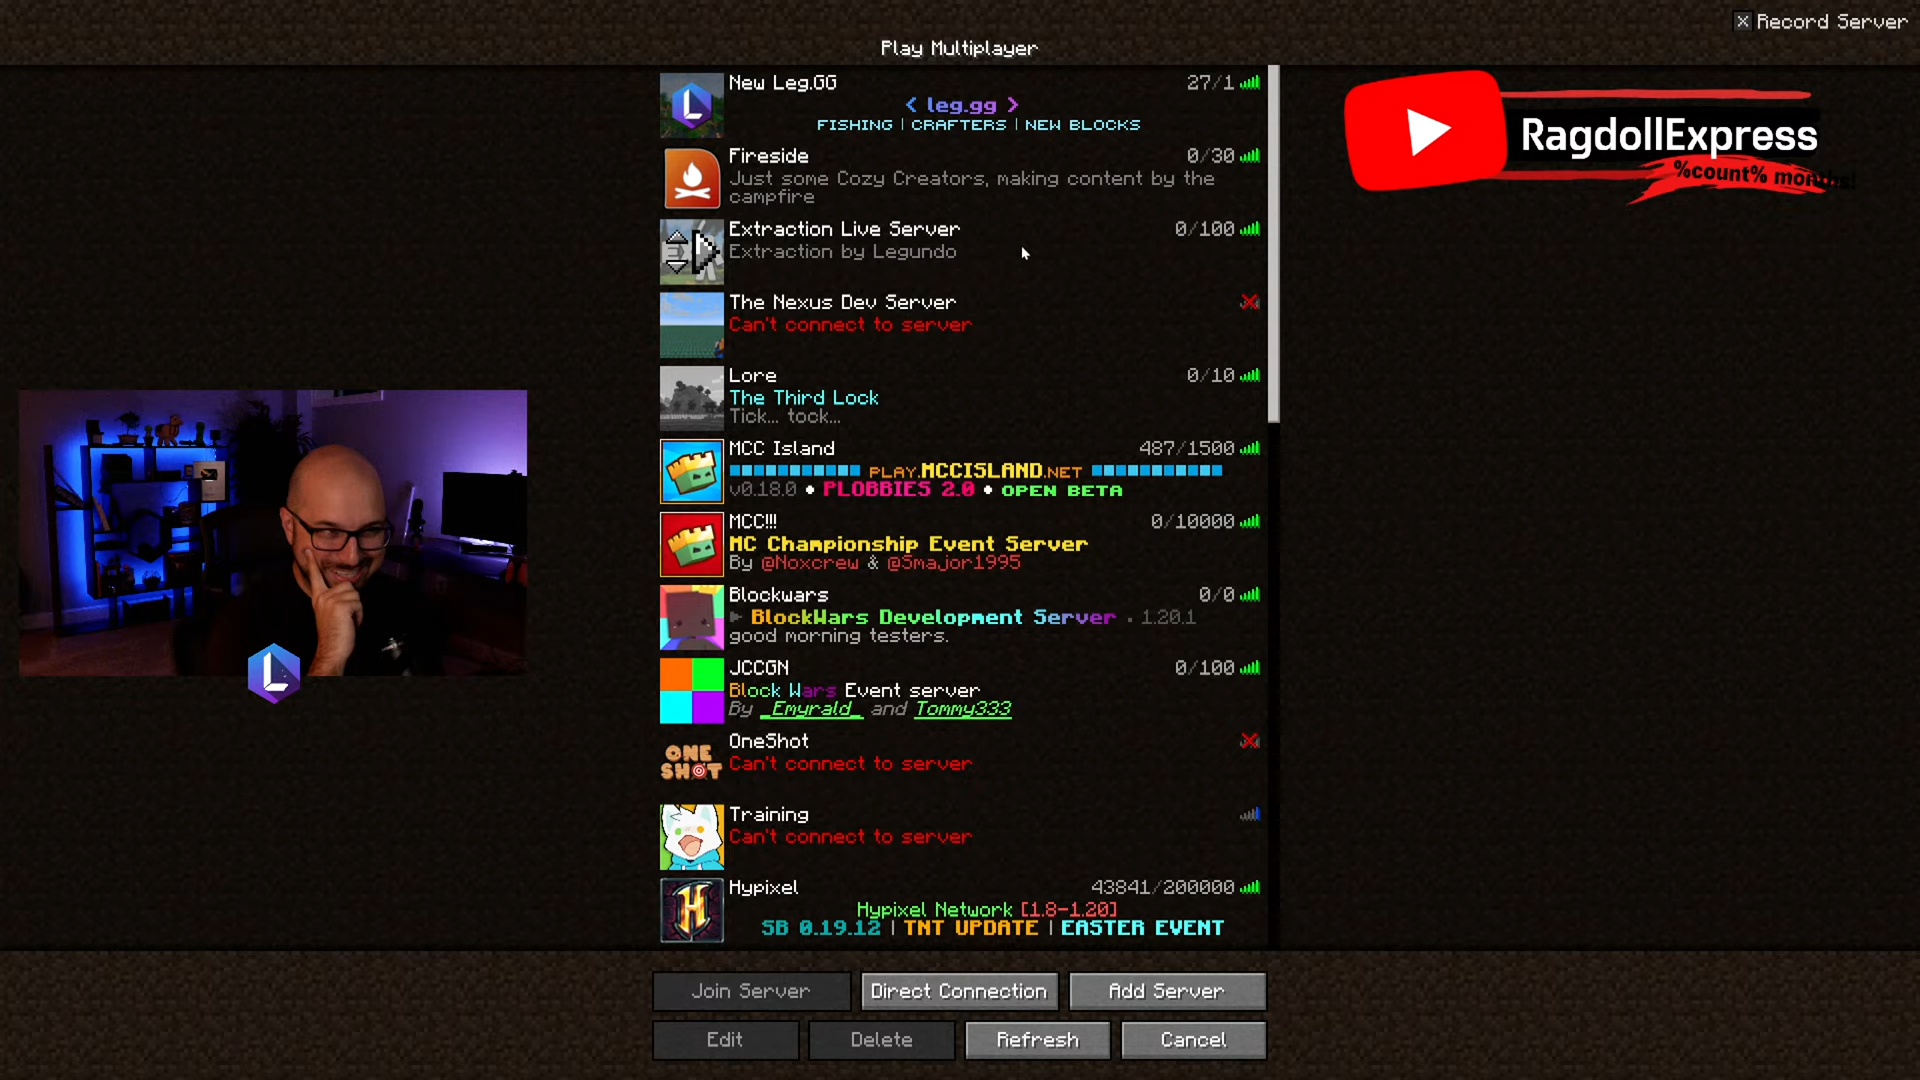 Record Server
Play Multiplayer
New Leg.GG 27/1
< leg.gg >
FISHING | CRAFTERS | NEW BLOCKS
RagdollExpress
%count% months!
Fireside 0/30
Just some Cozy Creators, making content by the
campfire
Extraction Live Server 0/100
Extraction by Legundo
The Nexus Dev Server
Can't connect to server
Lore 0/10
The Third Lock
Tick... tock...
MCC Island 487/1500
PLAY.MCCISLAND.NET
v0.18.0 • PLOBBIES 2.0 • OPEN BETA
MCC!!! 0/10000
MC Championship Event Server
By @Noxcrew & @Smajor1995
Blockwars 0/0
BlockWars Development Server • 1.20.1
good morning testers.
JCCGN 0/100
Block Wars Event server
By _Emyrald_ and Tommy333
OneShot
ONE
SHOT
Can't connect to server
Training
Can't connect to server
Hypixel 43841/200000
Hypixel Network [1.8-1.20]
SB 0.19.12 | TNT UPDATE | EASTER EVENT
Join Server Direct Connection Add Server
Edit Delete Refresh Cancel